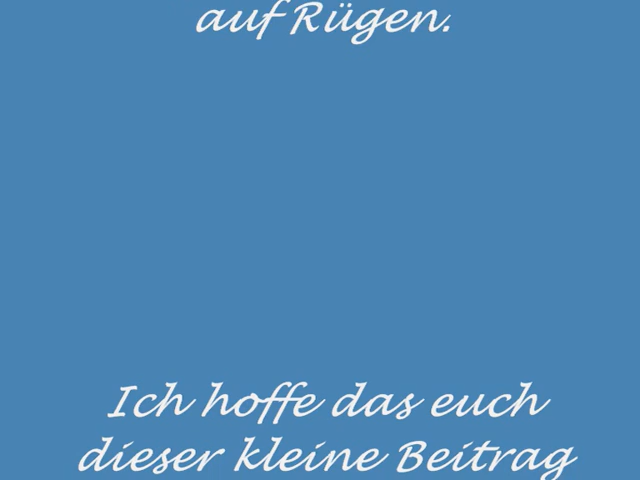 auf Rügen.
Ich hoffe das euch
dieser kleine Beitrag